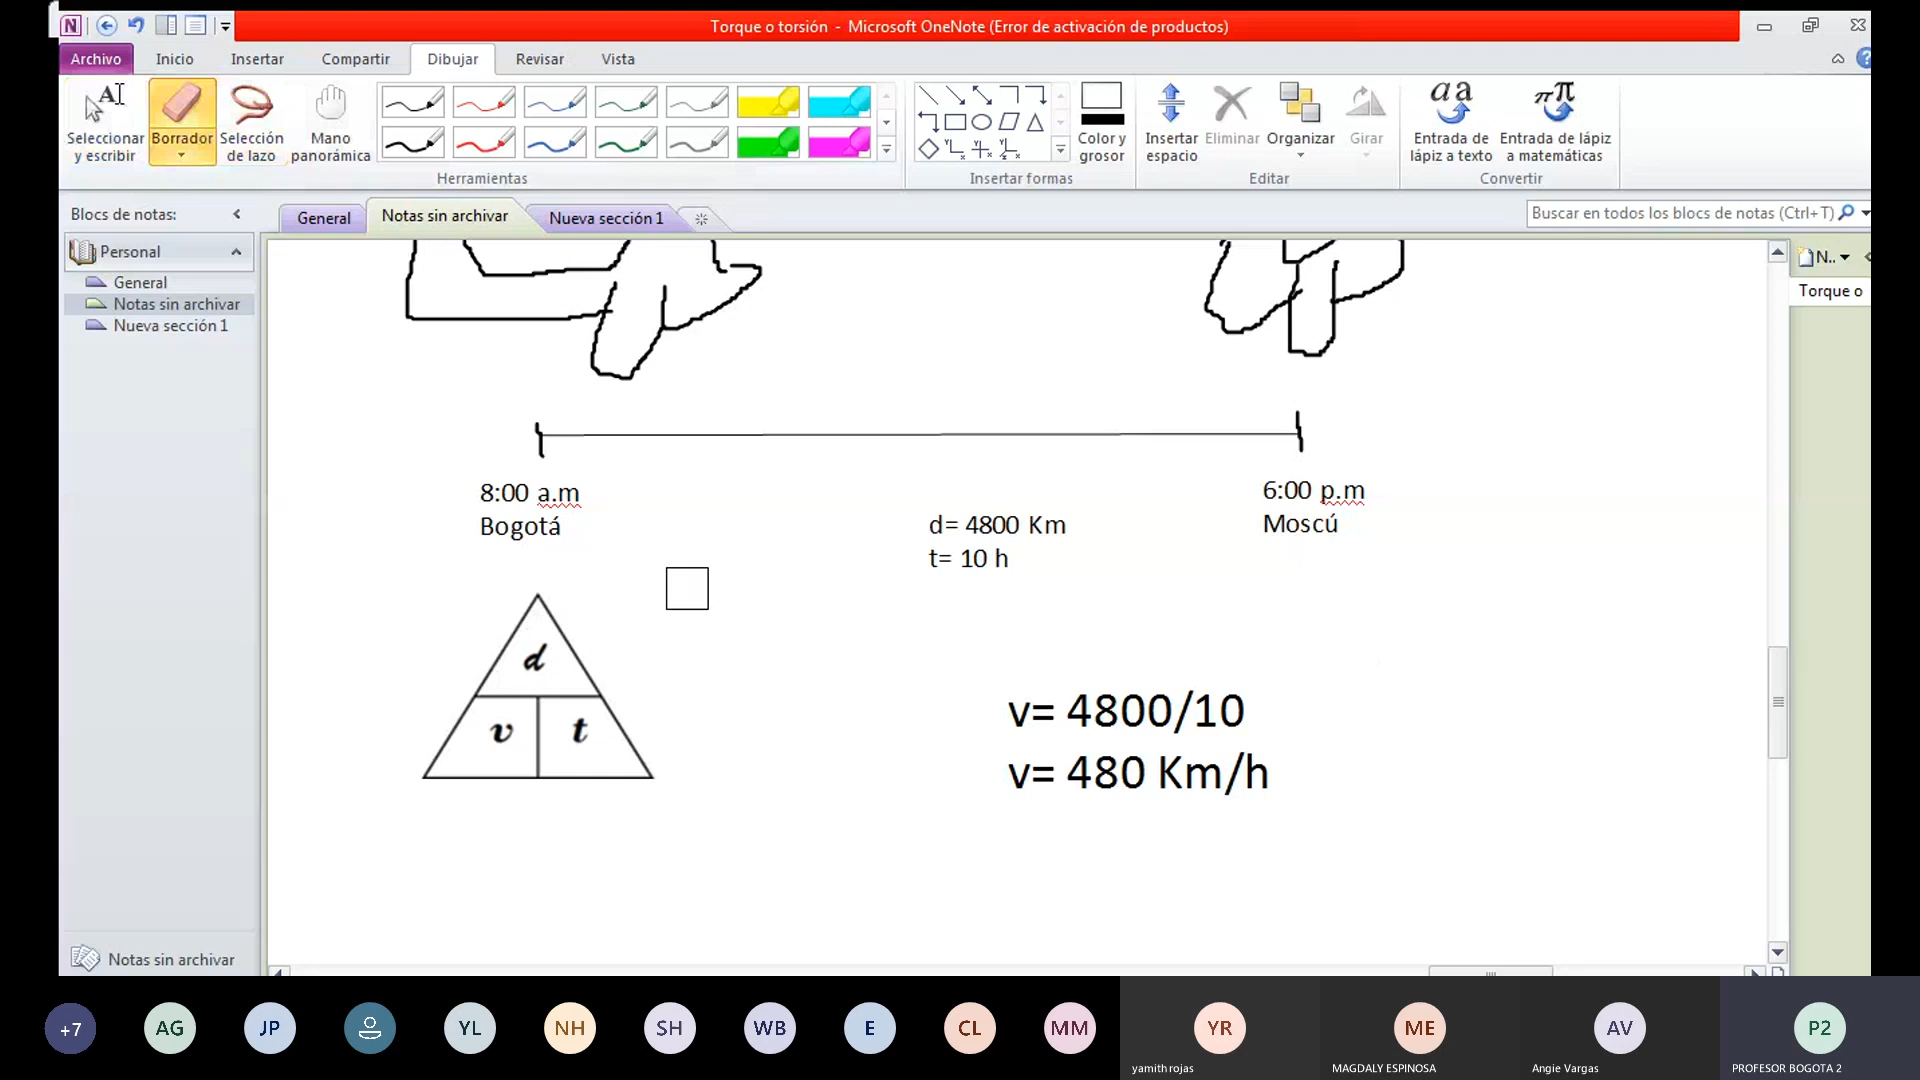 Torque o torsión - Microsoft OneNote (Error de activación de productos)
Archivo Inicio Insertar Compartir Dibujar Revisar Vista
Seleccionar y escribir
Borrador
Selección de lazo
Mano panorámica
Color y grosor
Insertar espacio
Eliminar
Organizar
Girar
Entrada de lápiz a texto
Entrada de lápiz a matemáticas
Herramientas
Insertar formas
Editar
Convertir
Blocs de notas:
General
Notas sin archivar
Nueva sección 1
Buscar en todos los blocs de notas (Ctrl+T)
Personal
General
Notas sin archivar
Nueva sección 1
N..
Torque o
8:00 a.m
Bogotá
6:00 p.m
Moscú
d= 4800 Km
t= 10 h
d
v t
v= 4800/10
v= 480 Km/h
Notas sin archivar
+7
AG
JP
YL
NH
SH
WB
E
CL
MM
YR
ME
AV
P2
yamith rojas
MAGDALY ESPINOSA
Angie Vargas
PROFESOR BOGOTA 2